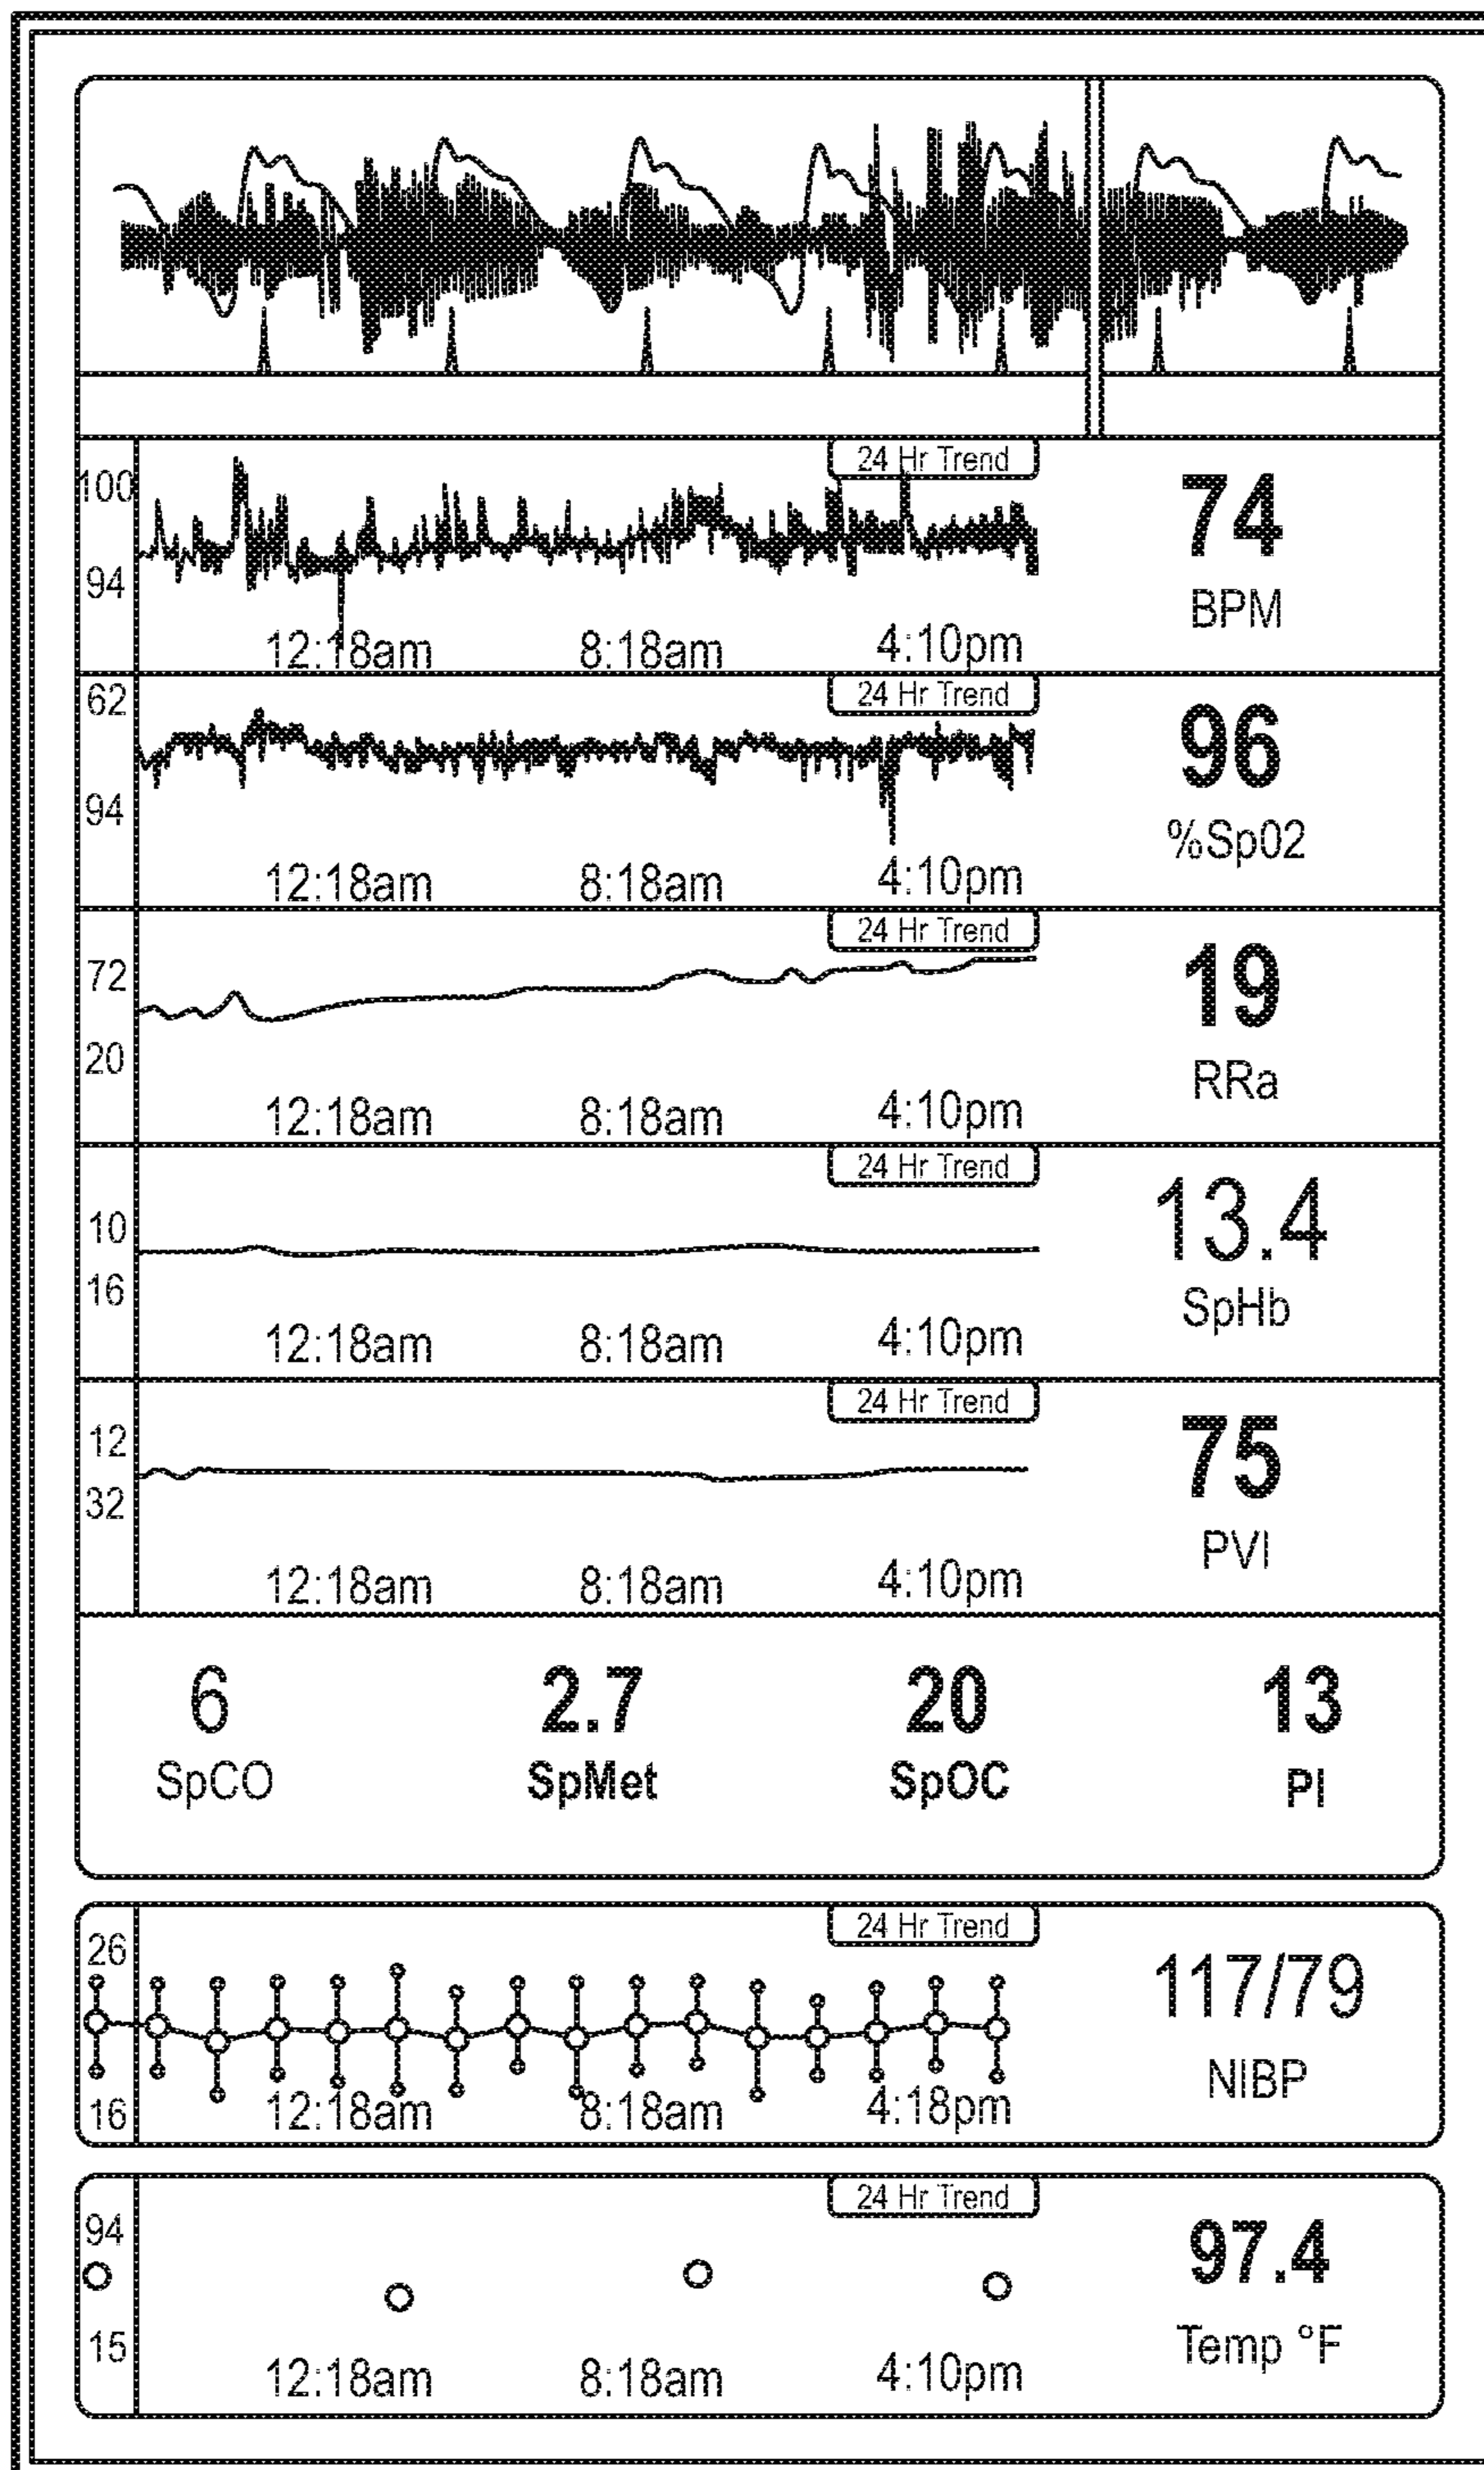 24 Hr Trend
100
94
74
BPM
12:18am 8:18am 4:10pm
24 Hr Trend
62
94
96
%Sp02
12:18am 8:18am 4:10pm
24 Hr Trend
72
20
19
RRa
12:18am 8:18am 4:10pm
24 Hr Trend
10
16
13.4
SpHb
12:18am 8:18am 4:10pm
24 Hr Trend
12
32
75
PVI
12:18am 8:18am 4:10pm
6 2.7 20 13
SpCO SpMet SpOC PI
24 Hr Trend
26
16
117/79
NIBP
12:18am 8:18am 4:18pm
24 Hr Trend
94
15
97.4
Temp °F
12:18am 8:18am 4:10pm